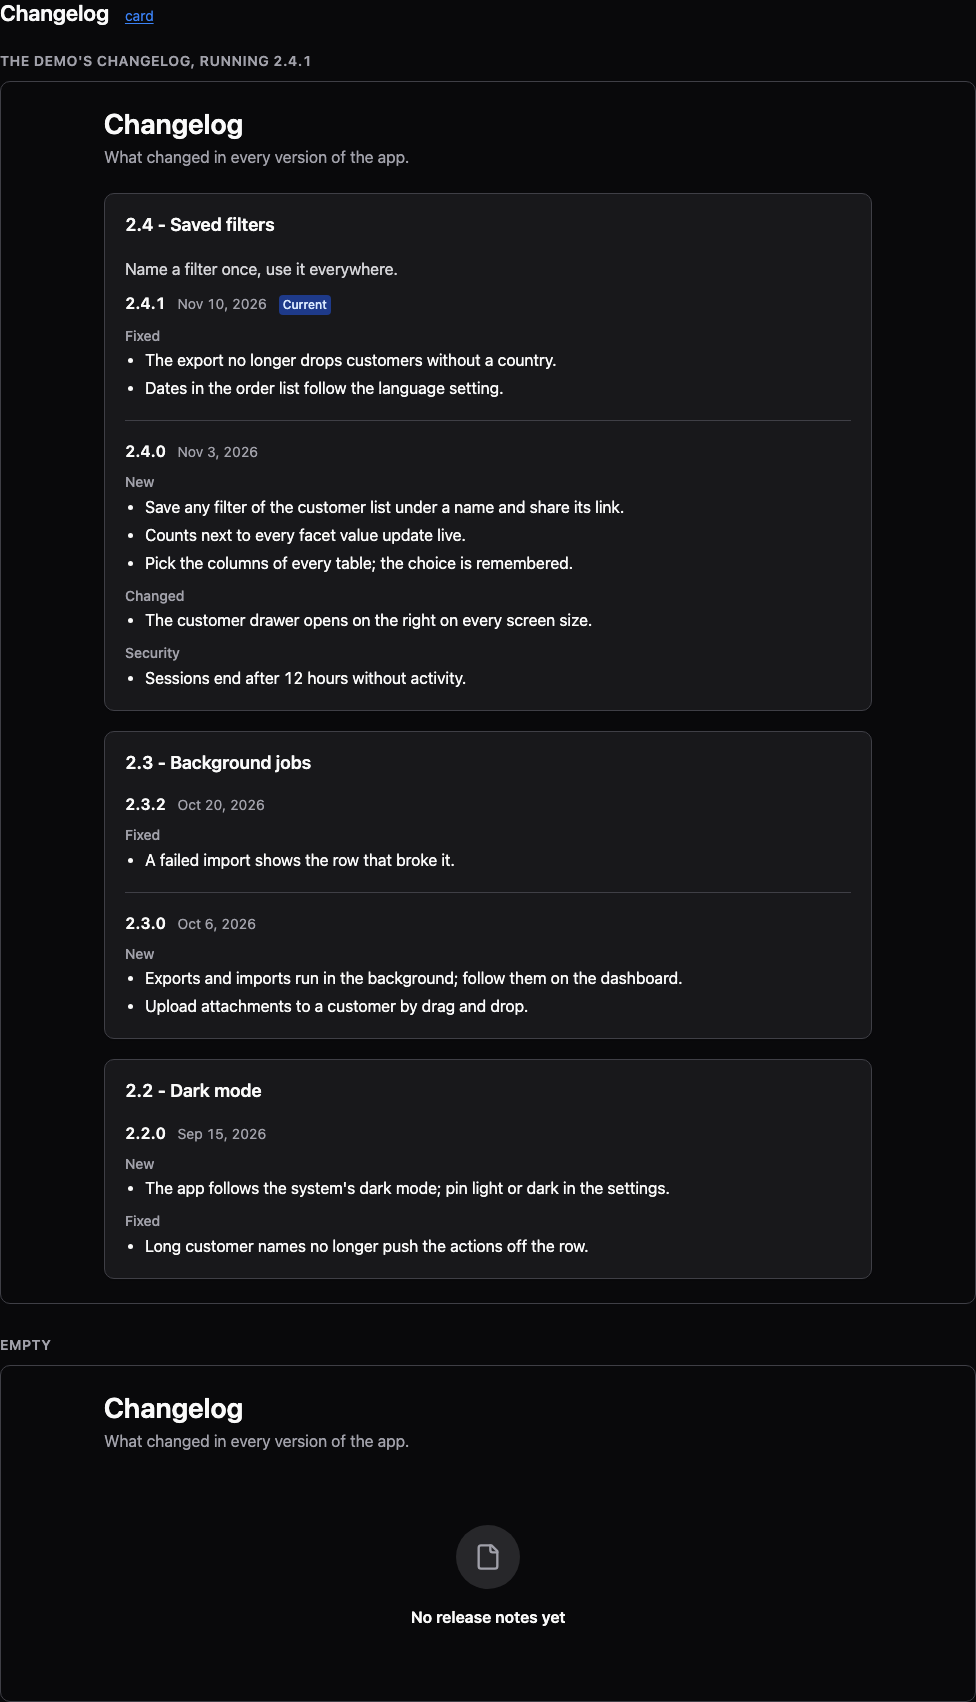 Changelog card
THE DEMO'S CHANGELOG, RUNNING 2.4.1
Changelog
What changed in every version of the app.
2.4 - Saved filters
Name a filter once, use it everywhere.
2.4.1 Nov 10, 2026 Current
Fixed
• The export no longer drops customers without a country.
• Dates in the order list follow the language setting.
2.4.0 Nov 3, 2026
New
• Save any filter of the customer list under a name and share its link.
• Counts next to every facet value update live.
• Pick the columns of every table; the choice is remembered.
Changed
• The customer drawer opens on the right on every screen size.
Security
• Sessions end after 12 hours without activity.
2.3 - Background jobs
2.3.2 Oct 20, 2026
Fixed
• A failed import shows the row that broke it.
2.3.0 Oct 6, 2026
New
• Exports and imports run in the background; follow them on the dashboard.
• Upload attachments to a customer by drag and drop.
2.2 - Dark mode
2.2.0 Sep 15, 2026
New
• The app follows the system's dark mode; pin light or dark in the settings.
Fixed
• Long customer names no longer push the actions off the row.
EMPTY
Changelog
What changed in every version of the app.
No release notes yet